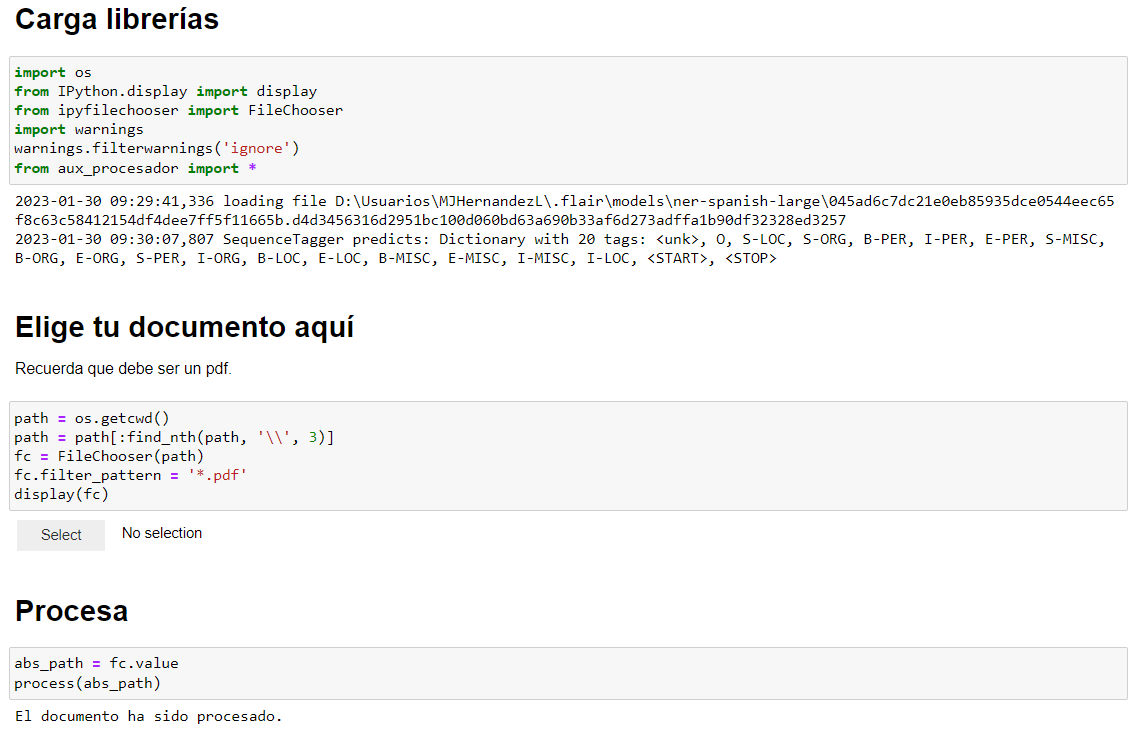 Carga librerías
import os
from IPython.display import display
from ipyfilechooser import FileChooser
import warnings
warnings.filterwarnings('ignore')
from aux_procesador import *
2023-01-30 09:29:41,336 loading file D:\Usuarios\MJHernandezL\.flair\models\ner-spanish-large\045ad6c7dc21e0eb85935dce0544eec65
f8c63c58412154df4dee7ff5f11665b.d4d3456316d2951bc100d060bd63a690b33af6d273adffa1b90df32328ed3257
2023-01-30 09:30:07,807 SequenceTagger predicts: Dictionary with 20 tags: <unk>, O, S-LOC, S-ORG, B-PER, I-PER, E-PER, S-MISC,
B-ORG, E-ORG, S-PER, I-ORG, B-LOC, E-LOC, B-MISC, E-MISC, I-MISC, I-LOC, <START>, <STOP>
Elige tu documento aquí
Recuerda que debe ser un pdf.
path = os.getcwd()
path = path[:find_nth(path, '\\', 3)]
fc = FileChooser(path)
fc.filter_pattern = '*.pdf'
display(fc)
Select No selection
Procesa
abs_path = fc.value
process(abs_path)
El documento ha sido procesado.